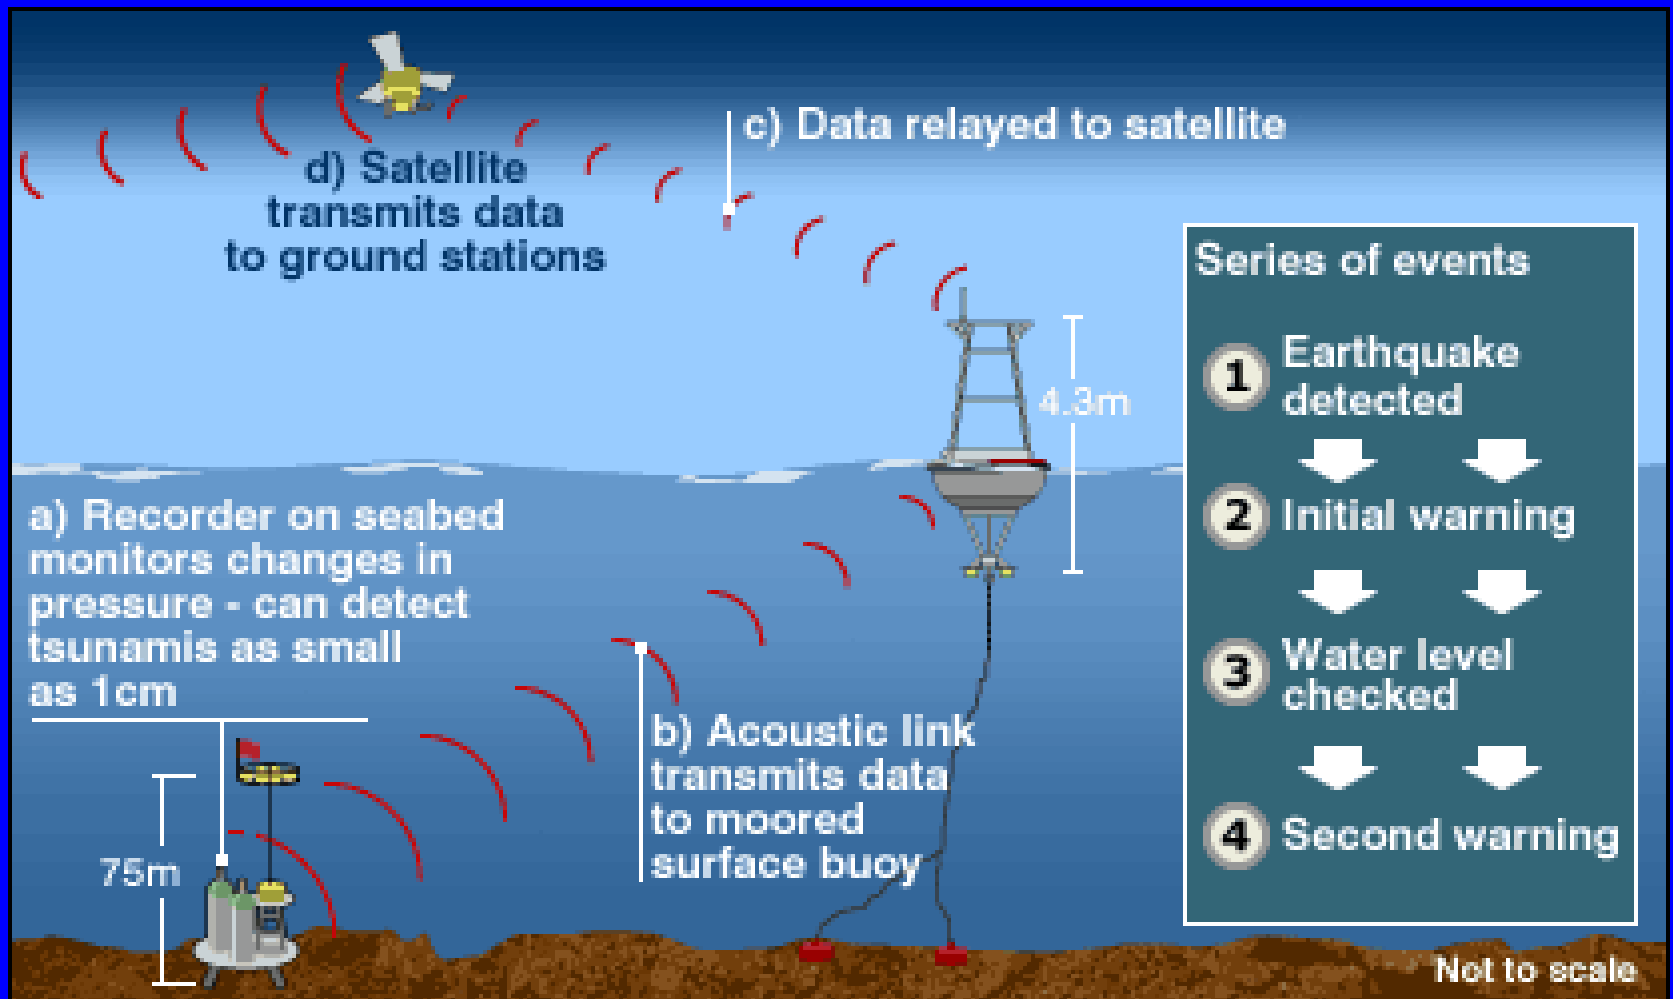 c) Data relayed to satellite
d) Satellite
transmits data
to ground stations
4.3m
a) Recorder on seabed
monitors changes in
pressure - can detect
tsunamis as small
as 1cm
75m
b) Acoustic link
transmits data
to moored
surface buoy
Series of events
1 Earthquake
detected
2 Initial warning
3 Water level
checked
4 Second warning
Not to scale